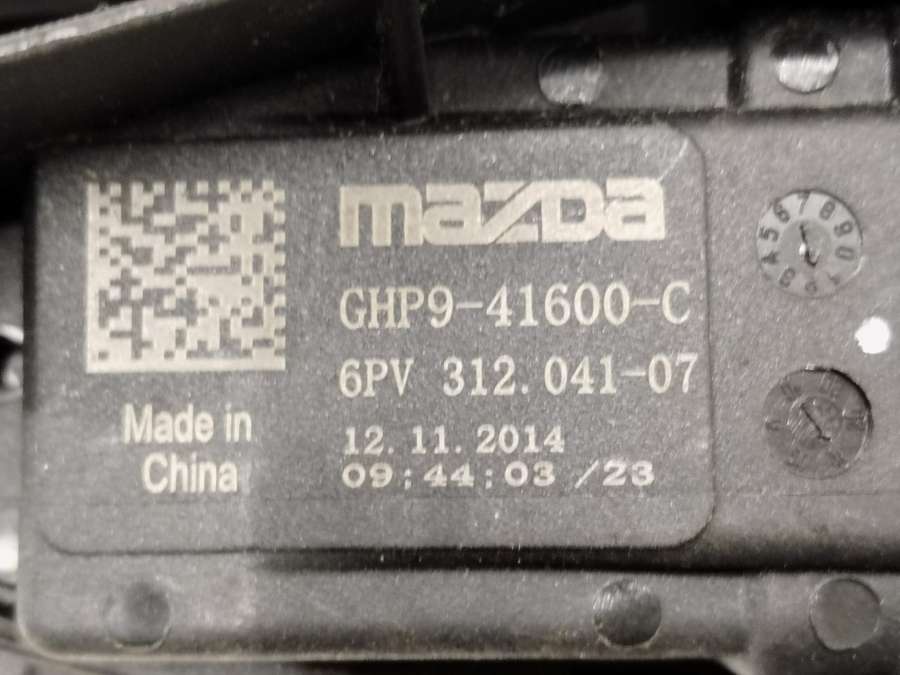 mazda
GHP9-41600-C
6PV 312.041-07
12.11.2014
09:44:03 /23
Made in
China